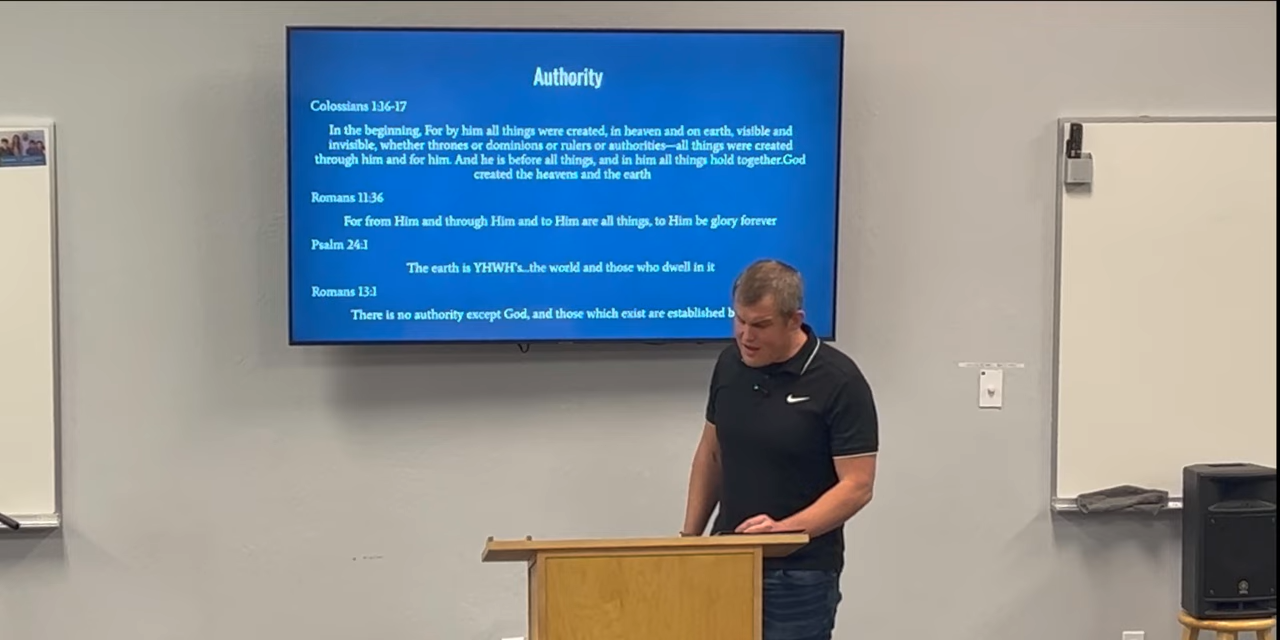 Authority
Colossians 1:16-17
In the beginning, For by him all things were created, in heaven and on earth, visible and
invisible, whether thrones or dominions or rulers or authorities—all things were created
through him and for him. And he is before all things, and in him all things hold together.God
created the heavens and the earth
Romans 11:36
For from Him and through Him and to Him are all things, to Him be glory forever
Psalm 24:1
The earth is YHWH's...the world and those who dwell in it
Romans 13:1
There is no authority except God, and those which exist are established